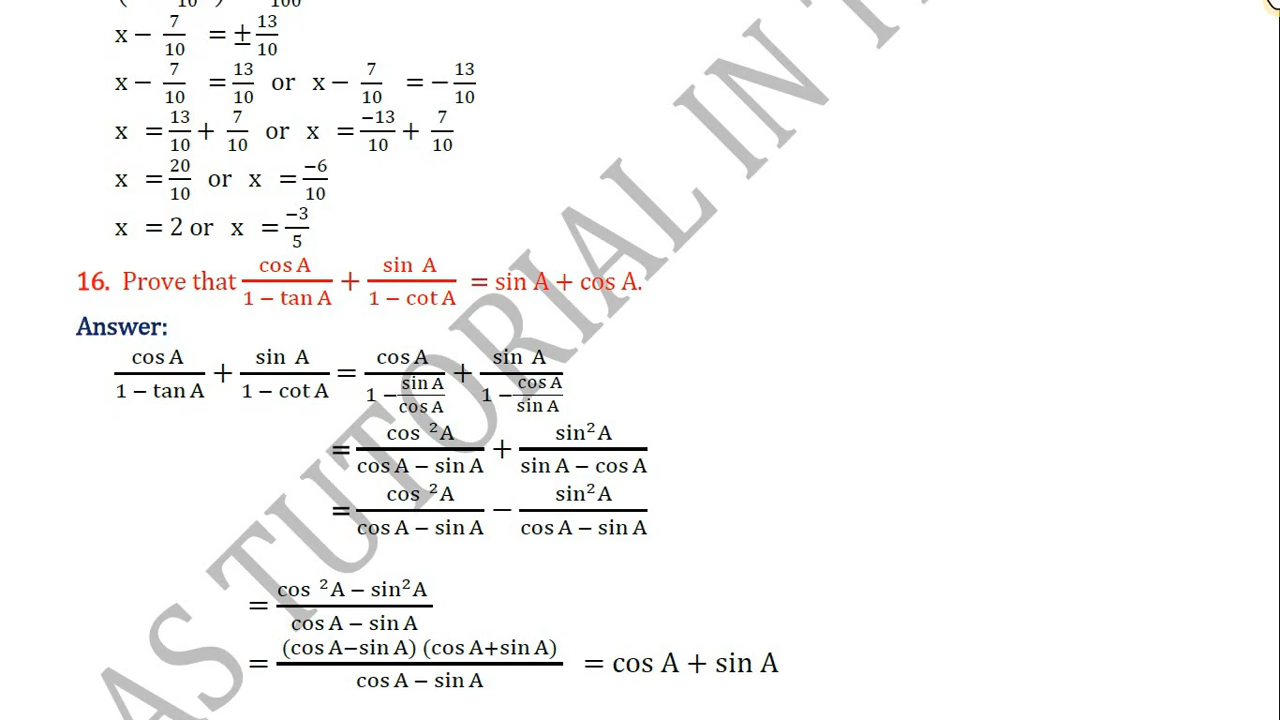 x − 7/10 = ± 13/10
x − 7/10 = 13/10 or x − 7/10 = − 13/10
x = 13/10 + 7/10 or x = −13/10 + 7/10
x = 20/10 or x = −6/10
x = 2 or x = −3/5
16. Prove that cos A/(1 − tan A) + sin A/(1 − cot A) = sin A + cos A.
Answer:
cos A/(1 − tan A) + sin A/(1 − cot A) = cos A/(1 − sin A/cos A) + sin A/(1 − cos A/sin A)
= cos ²A/(cos A − sin A) + sin²A/(sin A − cos A)
= cos ²A/(cos A − sin A) − sin²A/(cos A − sin A)
= (cos ²A − sin²A)/(cos A − sin A)
= (cos A−sin A) (cos A+sin A)/(cos A − sin A) = cos A + sin A
AS TUTORIAL IN